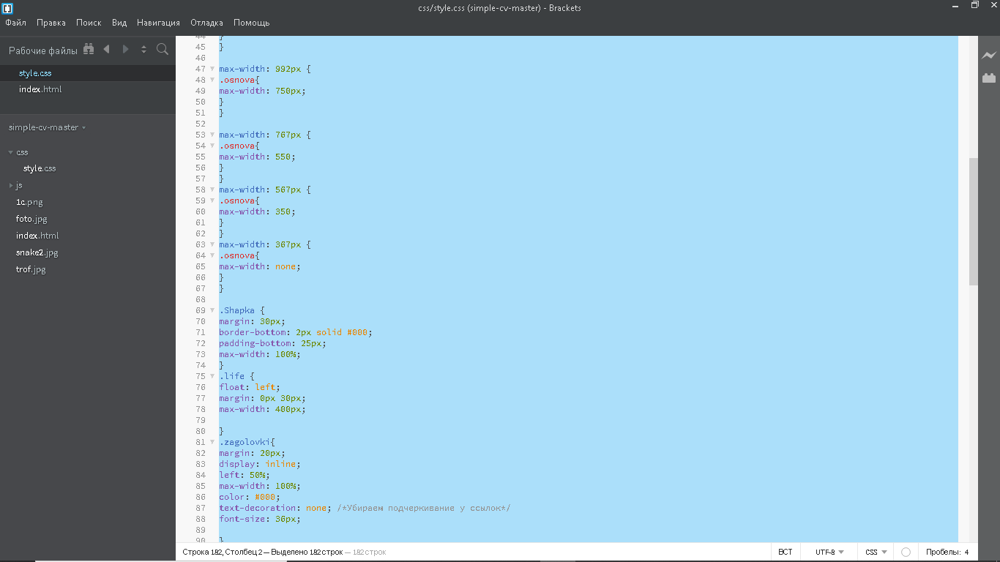 css/style.css (simple-cv-master) - Brackets
Файл Правка Поиск Вид Навигация Отладка Помощь
Рабочие файлы
style.css
index.html
simple-cv-master
css
style.css
js
1c.png
foto.jpg
index.html
snake2.jpg
trof.jpg
44 }
45 }
46
47 max-width: 992px {
48 .osnova{
49 max-width: 750px;
50 }
51 }
52
53 max-width: 767px {
54 .osnova{
55 max-width: 550;
56 }
57 }
58 max-width: 567px {
59 .osnova{
60 max-width: 350;
61 }
62 }
63 max-width: 367px {
64 .osnova{
65 max-width: none;
66 }
67 }
68
69 .Shapka {
70 margin: 30px;
71 border-bottom: 2px solid #000;
72 padding-bottom: 25px;
73 max-width: 100%;
74 }
75 .life {
76 float: left;
77 margin: 0px 30px;
78 max-width: 400px;
79
80 }
81 .zagolovki{
82 margin: 20px;
83 display: inline;
84 left: 50%;
85 max-width: 100%;
86 color: #000;
87 text-decoration: none; /*Убираем подчеркивание у ссылок*/
88 font-size: 36px;
89
90 }
Строка 182, Столбец 2 — Выделено 182 строк — 182 строк
ВСТ UTF-8 CSS Пробелы: 4